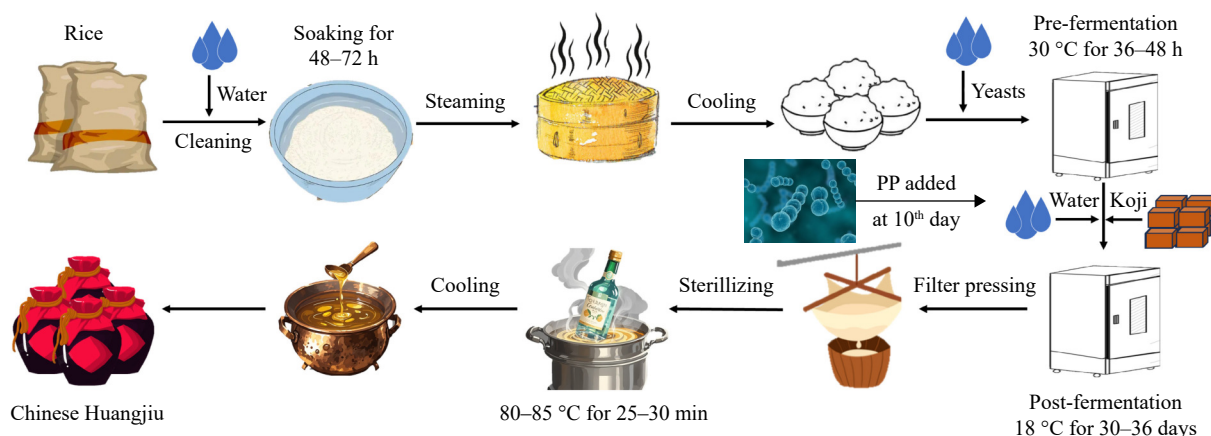 Rice
Water
Cleaning
Soaking for
48–72 h
Steaming
Cooling
Yeasts
Pre-fermentation
30 °C for 36–48 h
PP added
at 10th day
Water
Koji
Post-fermentation
18 °C for 30–36 days
Filter pressing
Sterillizing
80–85 °C for 25–30 min
Cooling
Chinese Huangjiu